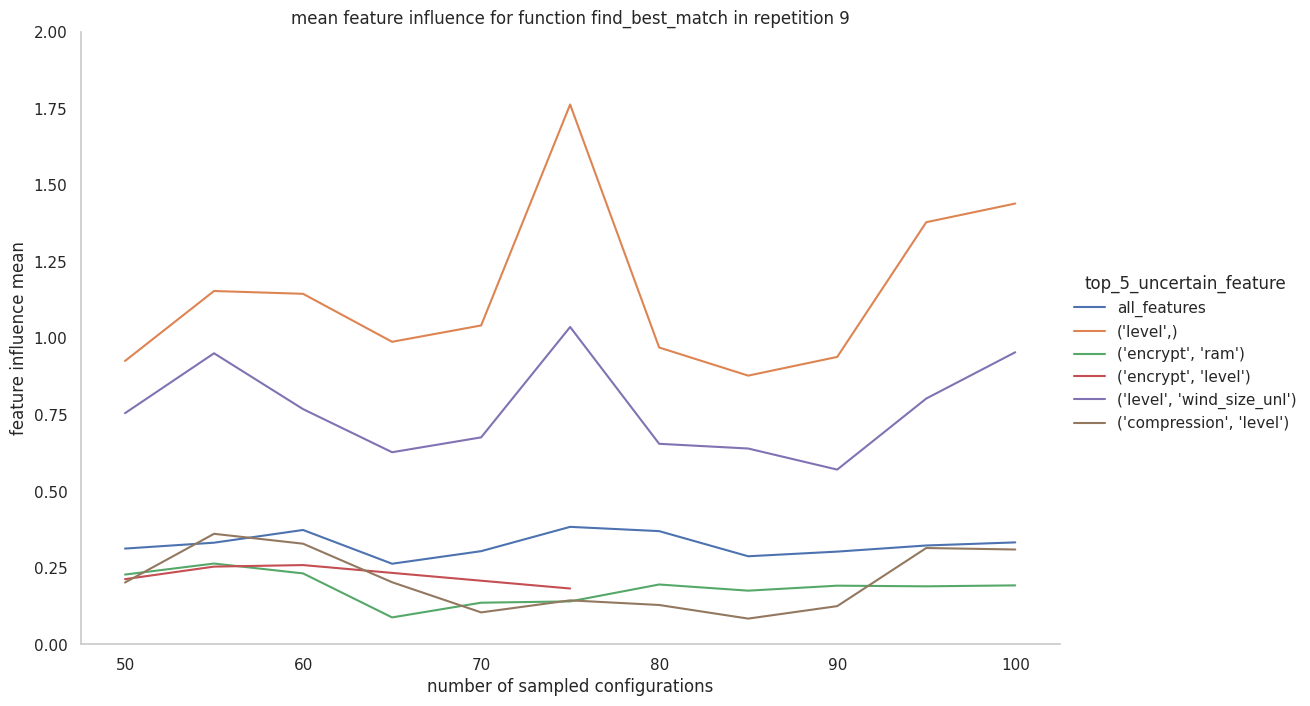 mean feature influence for function find_best_match in repetition 9
2.00
1.75
1.50
1.25
1.00
0.75
0.50
0.25
0.00
feature influence mean
50
60
70
80
90
100
number of sampled configurations
top_5_uncertain_feature
all_features
('level',)
('encrypt', 'ram')
('encrypt', 'level')
('level', 'wind_size_unl')
('compression', 'level')